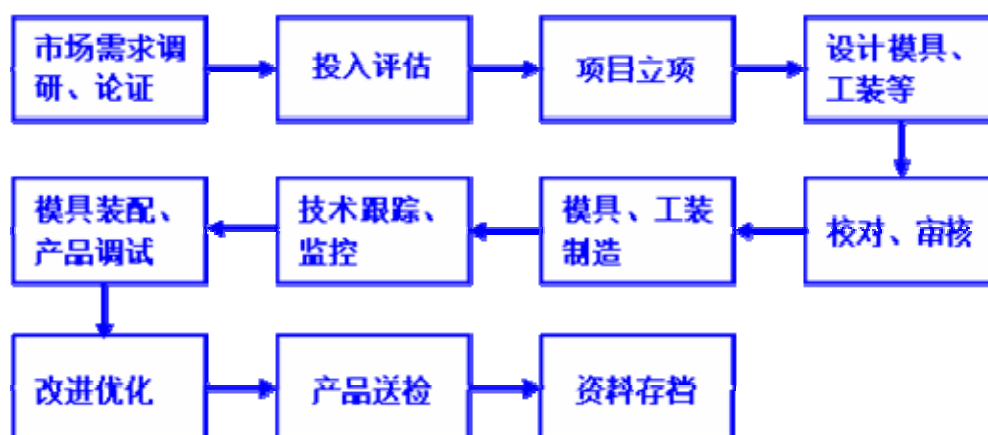 市场需求调
研、论证
投入评估
项目立项
设计模具、
工装等
模具装配、
产品调试
技术跟踪、
监控
模具、工装
制造
校对、审核
改进优化
产品送检
资料存档